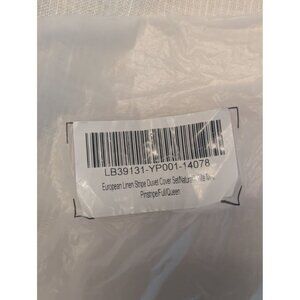 LB39131-YP001-14078
European Linen Stripe Duvet Cover Set/Natural
Pinstripe/Full/Queen